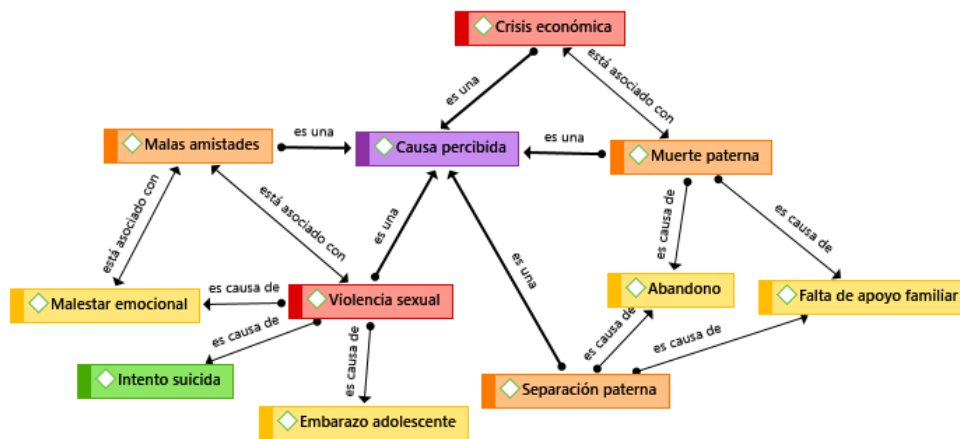 Crisis económica
es una
está asociado con
Malas amistades
es una
Causa percibida
es una
Muerte paterna
está asociado con
está asociado con
es una
es una
es causa de
es causa de
Malestar emocional
es causa de
Violencia sexual
Abandono
Falta de apoyo familiar
es causa de
es causa de
es causa de
es causa de
Intento suicida
Separación paterna
Embarazo adolescente